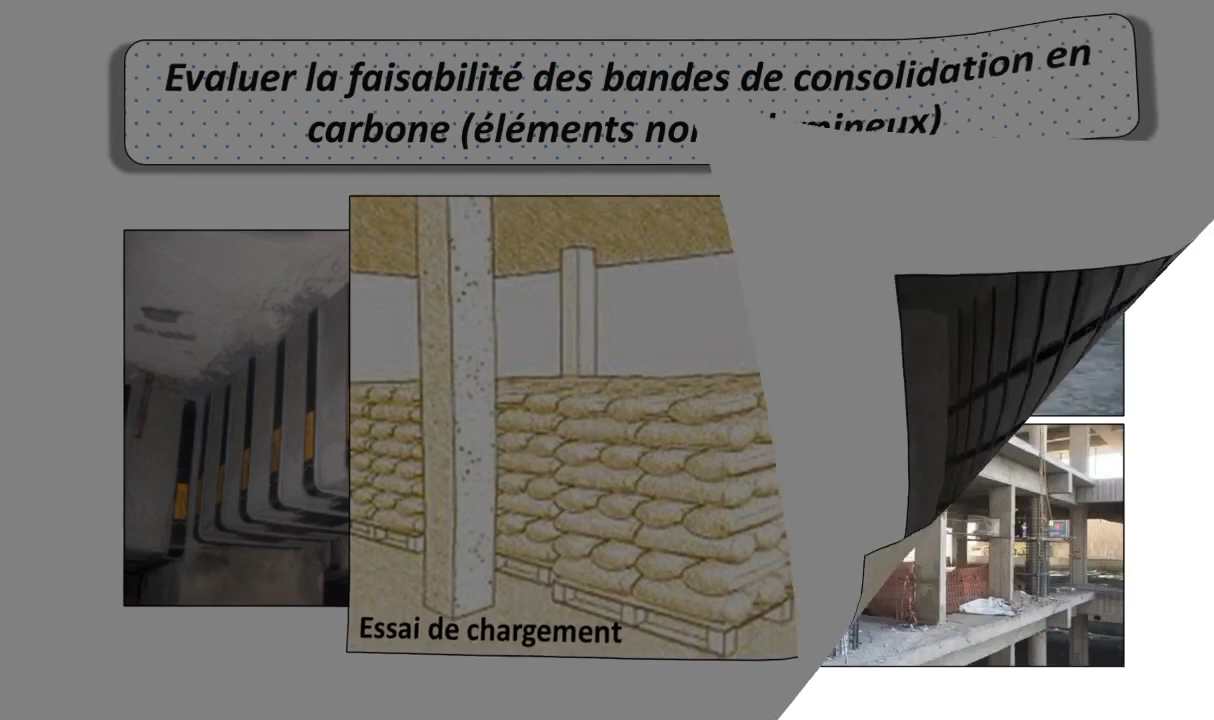 Evaluer la faisabilité des bandes de consolidation en
carbone (éléments
Essai de chargement